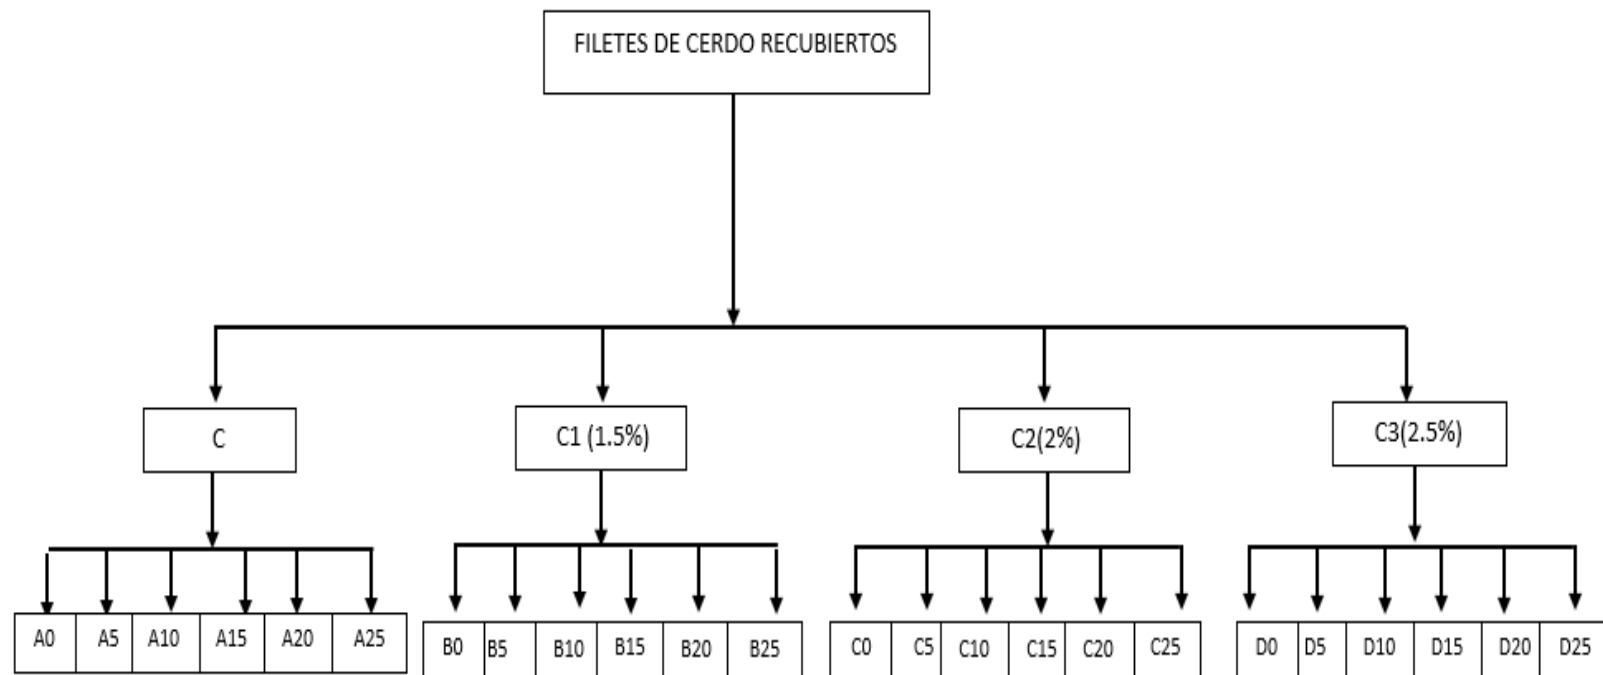 FILETES DE CERDO RECUBIERTOS
C
C1 (1.5%)
C2(2%)
C3(2.5%)
A0 A5 A10 A15 A20 A25
B0 B5 B10 B15 B20 B25
C0 C5 C10 C15 C20 C25
D0 D5 D10 D15 D20 D25